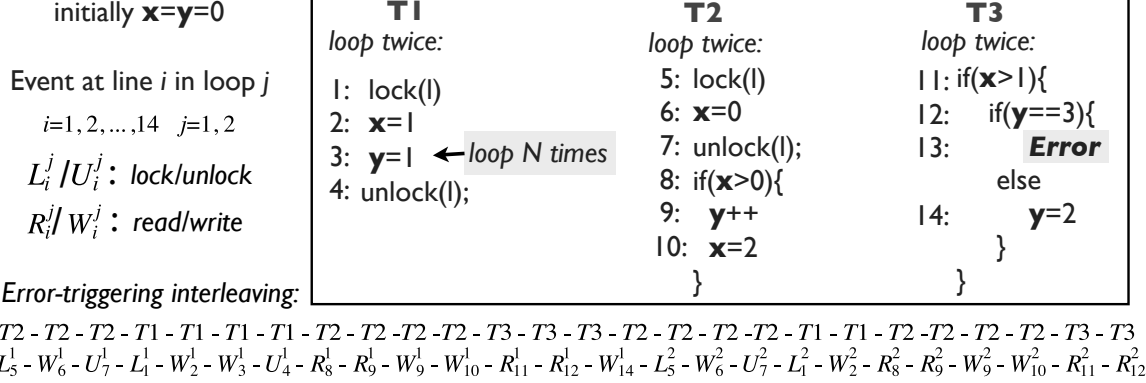 initially x=y=0
Event at line i in loop j
i=1, 2, ... ,14 j=1, 2
L_i^j /U_i^j : lock/unlock
R_i^j/ W_i^j : read/write
Error-triggering interleaving:
T1
loop twice:
1: lock(l)
2: x=1
3: y=1 loop N times
4: unlock(l);
T2
loop twice:
5: lock(l)
6: x=0
7: unlock(l);
8: if(x>0){
9: y++
10: x=2
}
T3
loop twice:
11: if(x>1){
12: if(y==3){
13: Error
else
14: y=2
}
}
T2 - T2 - T2 - T1 - T1 - T1 - T1 - T2 - T2 -T2 -T2 - T3 - T3 - T3 - T2 - T2 - T2 - T1 - T1 - T2 -T2 - T2 - T2 - T3 - T3
L_5^1 - W_6^1 - U_7^1 - L_1^1 - W_2^1 - W_3^1 - U_4^1 - R_8^1 - R_9^1 - W_9^1 - W_10^1 - R_11^1 - R_12^1 - W_14^1 - L_5^2 - W_6^2 - U_7^2 - L_1^2 - W_2^2 - R_8^2 - R_9^2 - W_9^2 - W_10^2 - R_11^2 - R_12^2